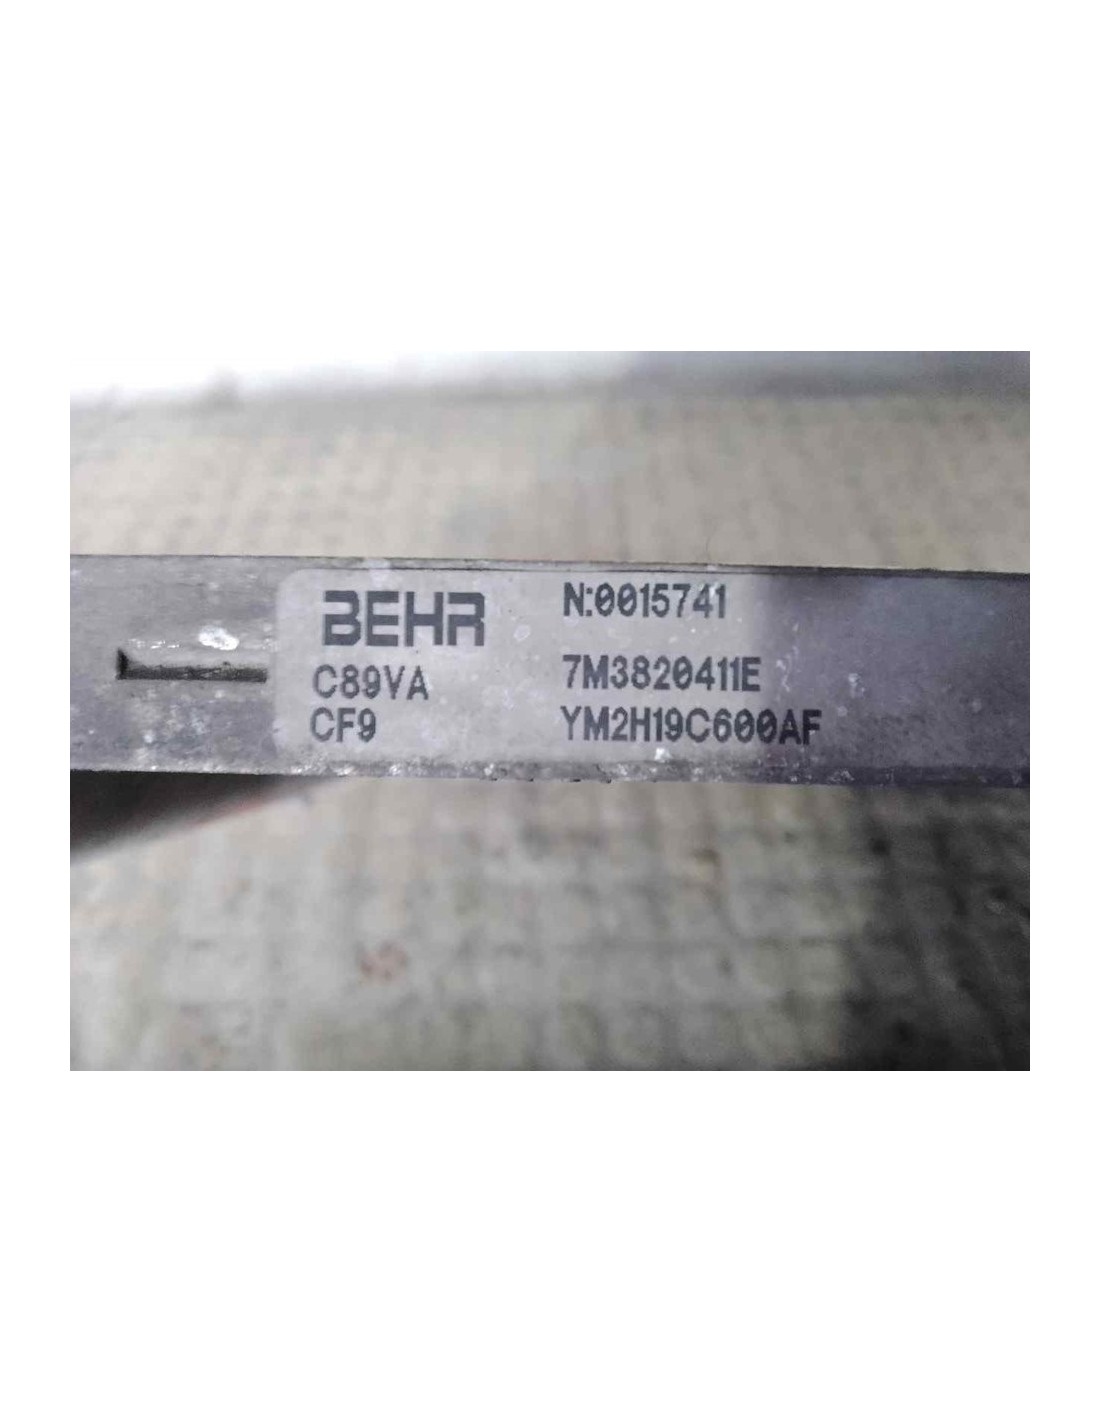 BEHR N:0015741
C89VA 7M3820411E
CF9 YM2H19C600AF